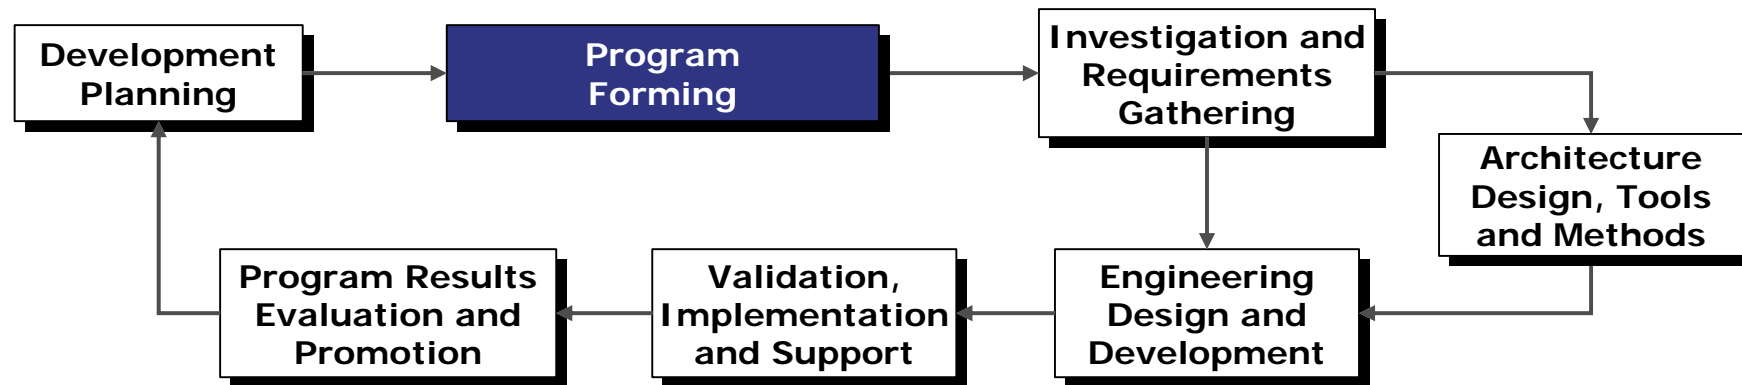 Development
Planning
Program
Forming
Investigation and
Requirements
Gathering
Architecture
Design, Tools
and Methods
Engineering
Design and
Development
Validation,
Implementation
and Support
Program Results
Evaluation and
Promotion